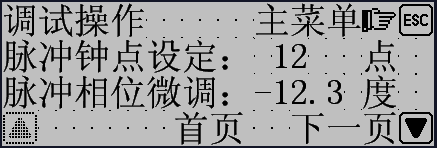 调试操作 主菜单 ESC
脉冲钟点设定： 12 点
脉冲相位微调：-12.3 度
首页 下一页